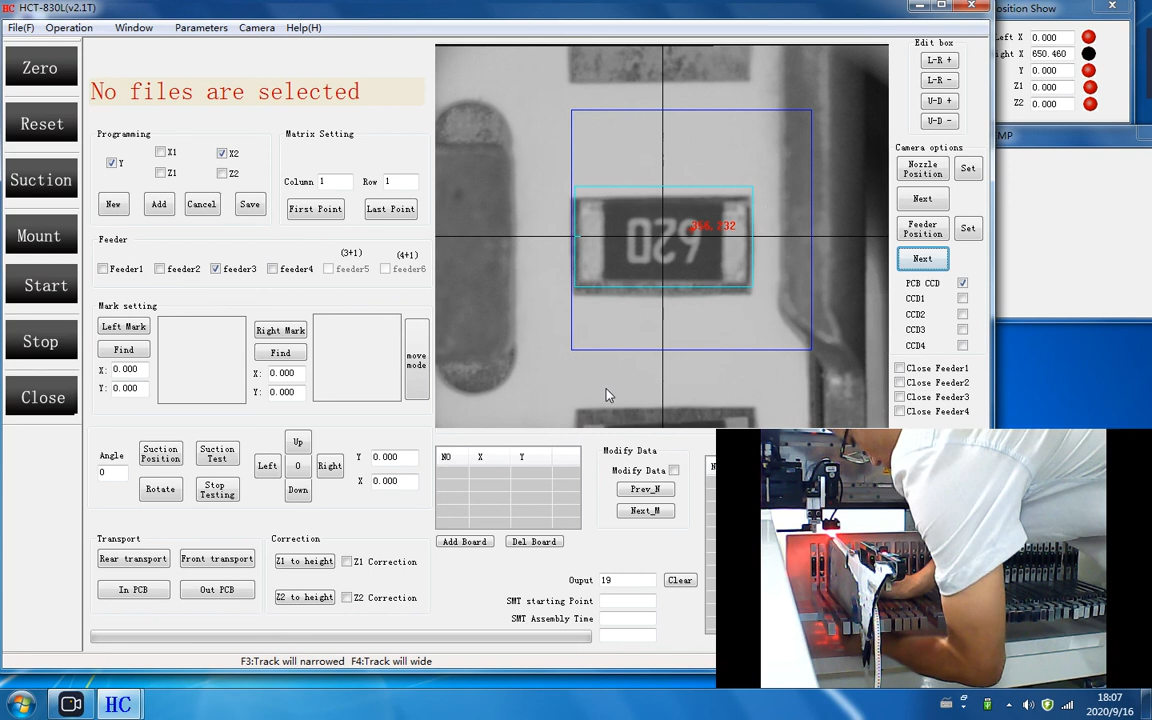 HC HCT-830L(v2.1T)
File(F) Operation Window Parameters Camera Help(H)
Zero
Reset
Suction
Mount
Start
Stop
Close
No files are selected
Programming
Y
X1
X2
Z1
Z2
New
Add
Cancel
Save
Matrix Setting
Column 1
Row 1
First Point
Last Point
Feeder
(3+1)
(4+1)
Feeder1
feeder2
feeder3
feeder4
feeder5
feeder6
Mark setting
Left Mark
Find
X: 0.000
Y: 0.000
Right Mark
Find
X: 0.000
Y: 0.000
move
mode
Angle
0
Suction
Position
Suction
Test
Rotate
Stop
Testing
Up
Left
0
Right
Down
Y 0.000
X 0.000
Transport
Rear transport
Front transport
In PCB
Out PCB
Correction
Z1 to height
Z1 Correction
Z2 to height
Z2 Correction
F3:Track will narrowed F4:Track will wide
620
NO X Y
Add Board
Del Board
Modify Data
Modify Data
Prev_N
Next_M
Ouput 19
Clear
SMT starting Point
SMT Assembly Time
Edit box
L-R +
L-R -
U-D +
U-D -
Camera options
Nozzle
Position
Set
Next
Feeder
Position
Set
Next
PCB CCD
CCD1
CCD2
CCD3
CCD4
Close Feeder1
Close Feeder2
Close Feeder3
Close Feeder4
osition Show
Left X 0.000
ight X 650.460
Y 0.000
Z1 0.000
Z2 0.000
MP
HC
18:07
2020/9/16